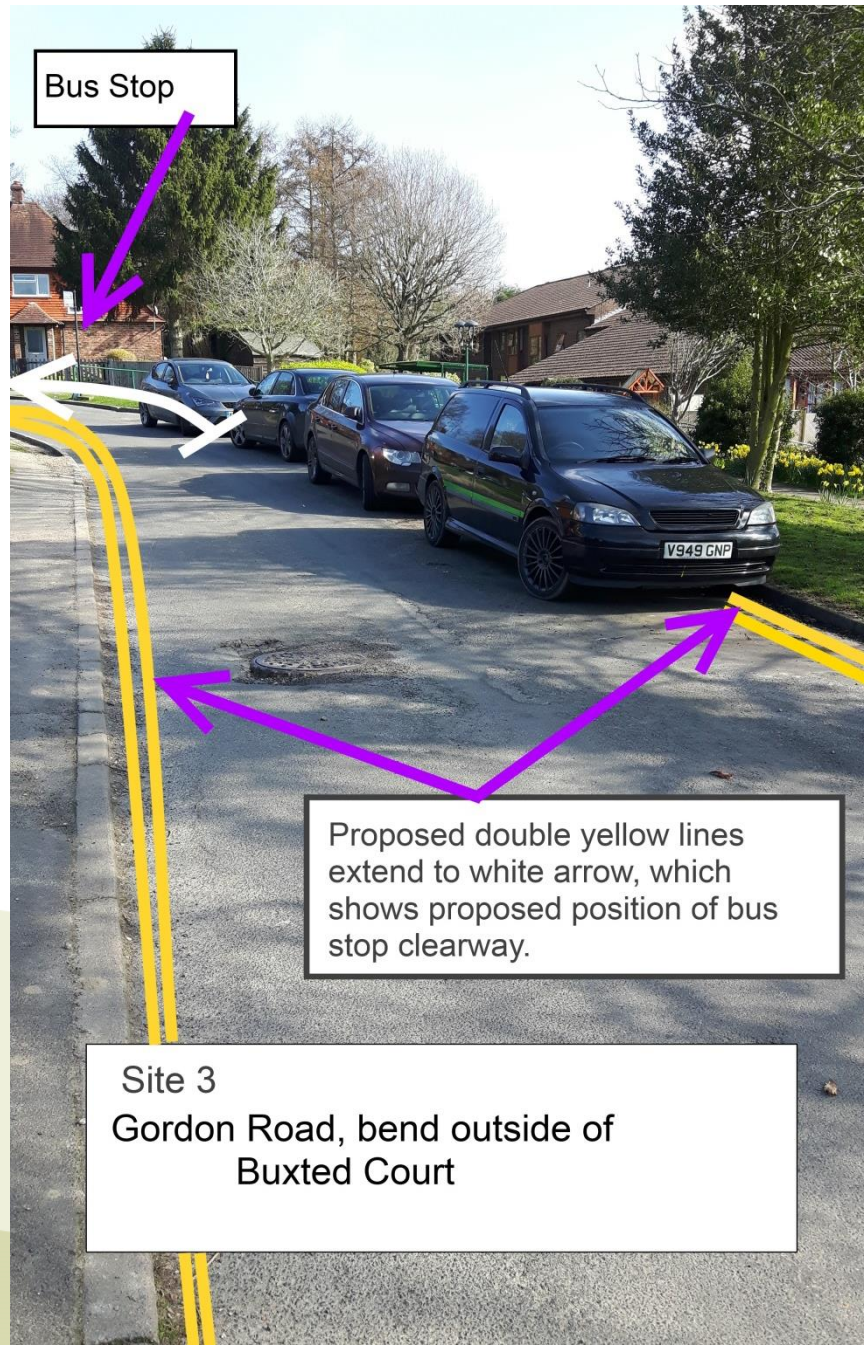 Bus Stop
V949 GNP
Proposed double yellow lines
extend to white arrow, which
shows proposed position of bus
stop clearway.
Site 3
Gordon Road, bend outside of
Buxted Court